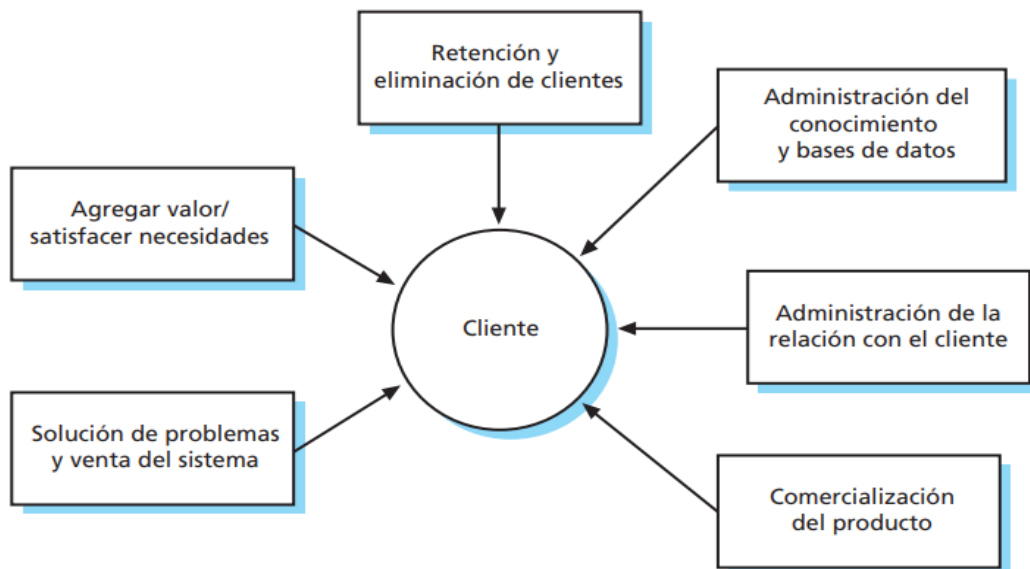 Retención y
eliminación de clientes
Administración del
conocimiento
y bases de datos
Agregar valor/
satisfacer necesidades
Cliente
Administración de la
relación con el cliente
Solución de problemas
y venta del sistema
Comercialización
del producto